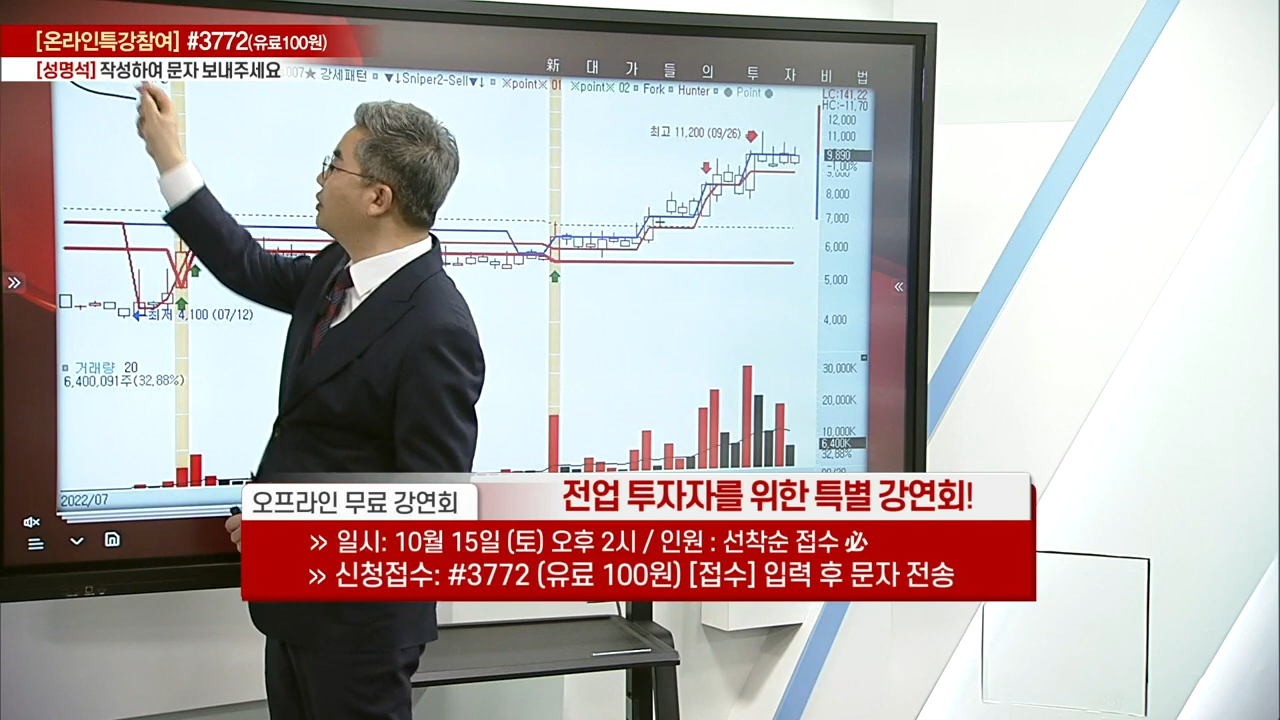 [온라인특강참여] #3772(유료100원)
[성명석] 작성하여 문자 보내주세요
新 대 가 들 의 투 자 비 법
007★ 강세패턴 ▼↓Sniper2-Sell▼↓ ※point※ 01 ※point※ 02 Fork Hunter Point
LC:141,22
HC:-11,70
12,000
최고 11,200 (09/26)
11,000
9,890
-1,00%
9,000
8,000
7,000
6,000
5,000
최저 4,100 (07/12)
4,000
거래량 20
6,400,091주(32,88%)
30,000K
20,000K
10,000K
6,400K
32,88%
2022/07
오프라인 무료 강연회
전업 투자자를 위한 특별 강연회!
» 일시: 10월 15일 (토) 오후 2시 / 인원 : 선착순 접수 必
» 신청접수: #3772 (유료 100원) [접수] 입력 후 문자 전송